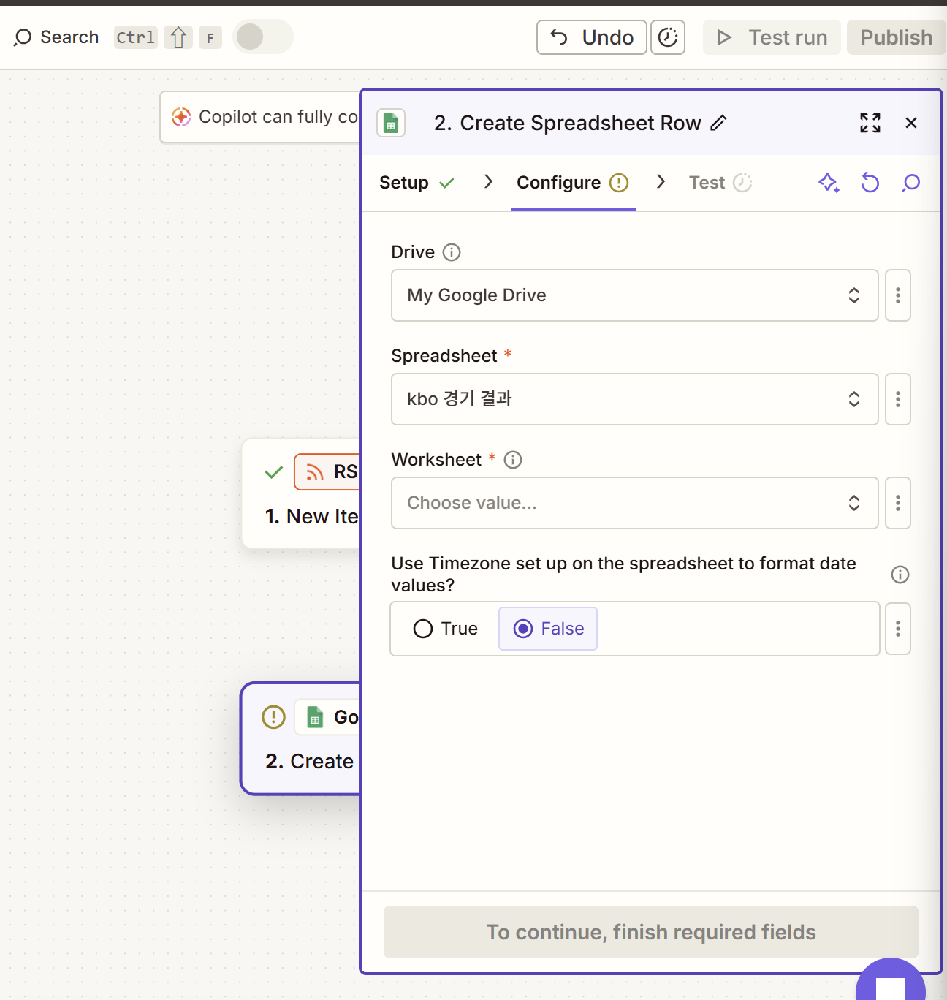 Search Ctrl ⇧ F
Undo
Test run
Publish
Copilot can fully co
2. Create Spreadsheet Row
Setup
Configure
Test
Drive
My Google Drive
Spreadsheet *
kbo 경기 결과
Worksheet *
Choose value...
Use Timezone set up on the spreadsheet to format date
values?
True
False
To continue, finish required fields
RS
1. New Ite
Go
2. Create